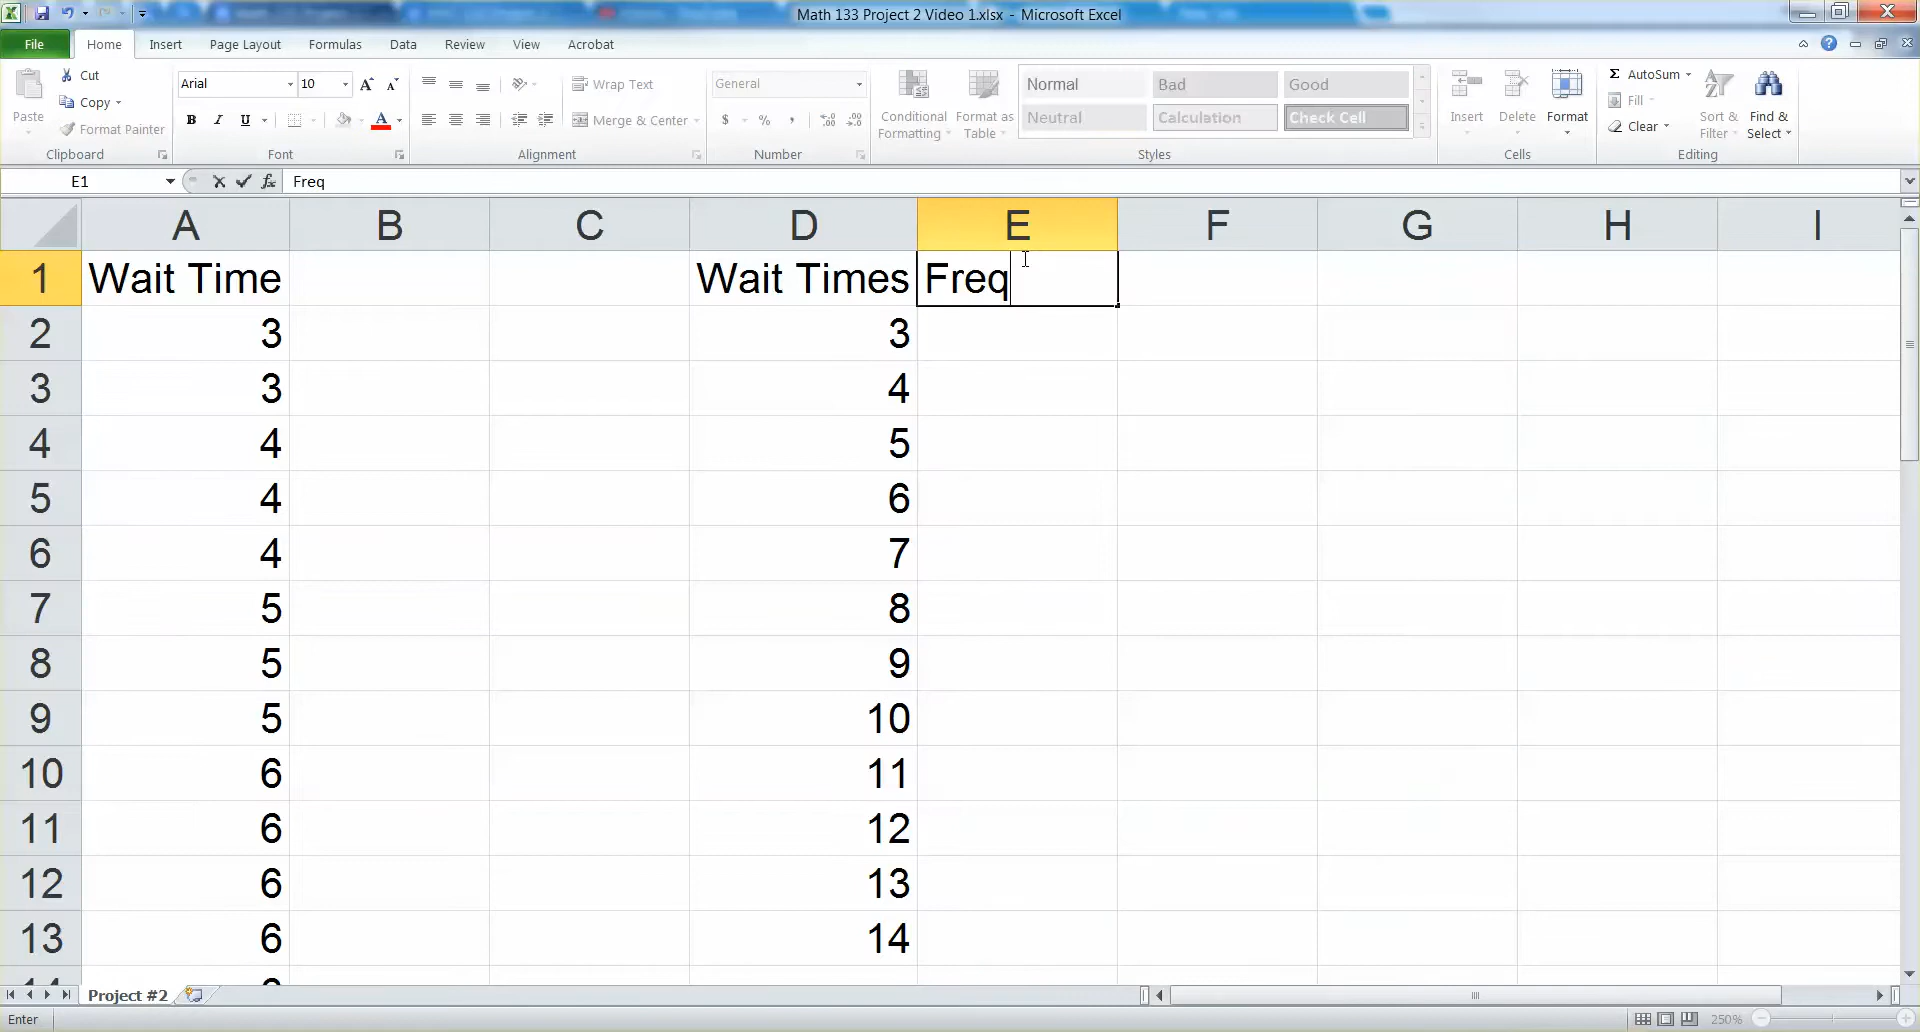 Math 133 Project 2 Video 1.xlsx - Microsoft Excel
File Home Insert Page Layout Formulas Data Review View Acrobat
Paste
Cut
Copy
Format Painter
Clipboard
Arial 10
B I U
Font
Wrap Text
Merge & Center
Alignment
General
$ % ,
Number
Conditional Formatting
Format as Table
Normal Bad Good
Neutral Calculation Check Cell
Styles
Insert Delete Format
Cells
Σ AutoSum
Fill
Clear
Sort & Filter
Find & Select
Editing
E1 fx Freq
A B C D E F G H I
1 Wait Time Wait Times Freq
2 3 3
3 3 4
4 4 5
5 4 6
6 4 7
7 5 8
8 5 9
9 5 10
10 6 11
11 6 12
12 6 13
13 6 14
Project #2
Enter 250%